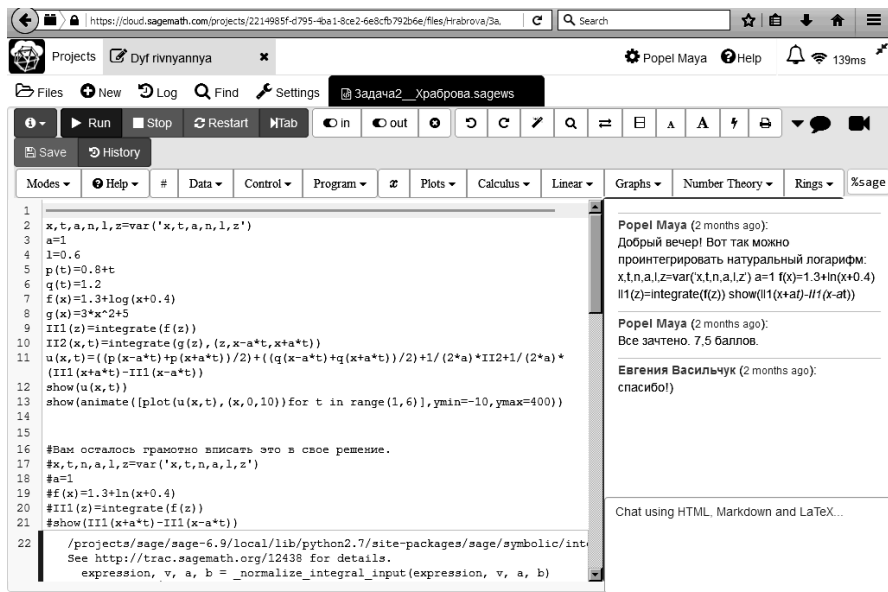 https://cloud.sagemath.com/projects/2214985f-d795-4ba1-8ce2-6e8cfb792b6e/files/Hrabrova/3a.
Search
Projects Dyf rivnyannya Popel Maya Help 139ms
Files New Log Find Settings Задача2__Храброва.sagews
Run Stop Restart Tab in out A A
Save History
Modes Help # Data Control Program x Plots Calculus Linear Graphs Number Theory Rings %sage
1
2 x,t,a,n,l,z=var('x,t,a,n,l,z')
3 a=1
4 l=0.6
5 p(t)=0.8+t
6 q(t)=1.2
7 f(x)=1.3+log(x+0.4)
8 g(x)=3*x^2+5
9 II1(z)=integrate(f(z))
10 II2(x,t)=integrate(g(z),(z,x-a*t,x+a*t))
11 u(x,t)=((p(x-a*t)+p(x+a*t))/2)+((q(x-a*t)+q(x+a*t))/2)+1/(2*a)*II2+1/(2*a)*
(II1(x+a*t)-II1(x-a*t))
12 show(u(x,t))
13 show(animate([plot(u(x,t),(x,0,10))for t in range(1,6)],ymin=-10,ymax=400))
14
15
16 #Вам осталось грамотно вписать это в свое решение.
17 #x,t,n,a,l,z=var('x,t,n,a,l,z')
18 #a=1
19 #f(x)=1.3+ln(x+0.4)
20 #II1(z)=integrate(f(z))
21 #show(II1(x+a*t)-II1(x-a*t))
22 /projects/sage/sage-6.9/local/lib/python2.7/site-packages/sage/symbolic/inte
See http://trac.sagemath.org/12438 for details.
expression, v, a, b = _normalize_integral_input(expression, v, a, b)
Popel Maya (2 months ago):
Добрый вечер! Вот так можно
проинтегрировать натуральный логарифм:
x,t,n,a,l,z=var('x,t,n,a,l,z') a=1 f(x)=1.3+ln(x+0.4)
II1(z)=integrate(f(z)) show(II1(x+at)-II1(x-at))
Popel Maya (2 months ago):
Все зачтено. 7,5 баллов.
Евгения Васильчук (2 months ago):
спасибо!)
Chat using HTML, Markdown and LaTeX...